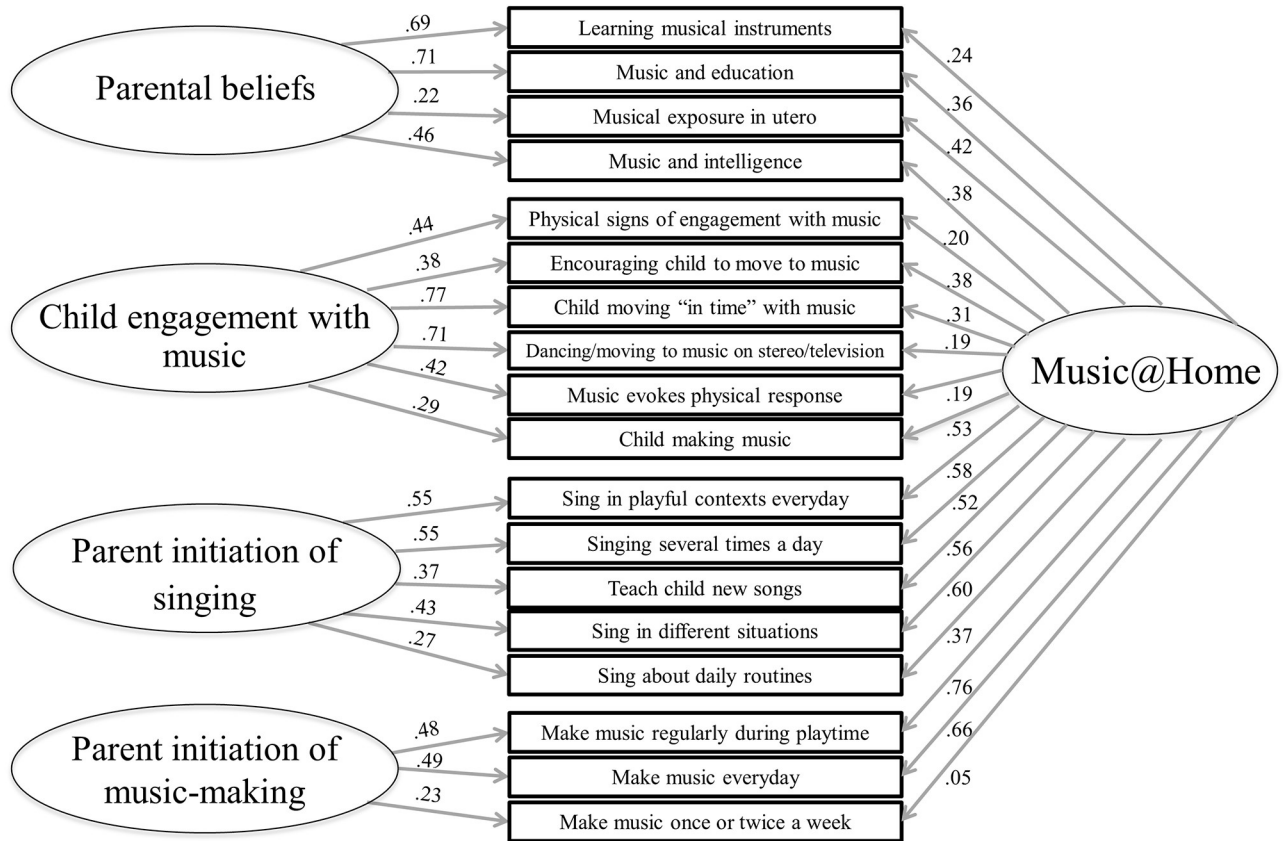 Parental beliefs
.69
.71
.22
.46
Learning musical instruments
Music and education
Musical exposure in utero
Music and intelligence
.24
.36
.42
.38
Child engagement with
music
.44
.38
.77
.71
.42
.29
Physical signs of engagement with music
Encouraging child to move to music
Child moving “in time” with music
Dancing/moving to music on stereo/television
Music evokes physical response
Child making music
.20
.38
.31
.19
.19
.53
Music@Home
Parent initiation of
singing
.55
.55
.37
.43
.27
Sing in playful contexts everyday
Singing several times a day
Teach child new songs
Sing in different situations
Sing about daily routines
.58
.52
.56
.60
.37
Parent initiation of
music-making
.48
.49
.23
Make music regularly during playtime
Make music everyday
Make music once or twice a week
.76
.66
.05